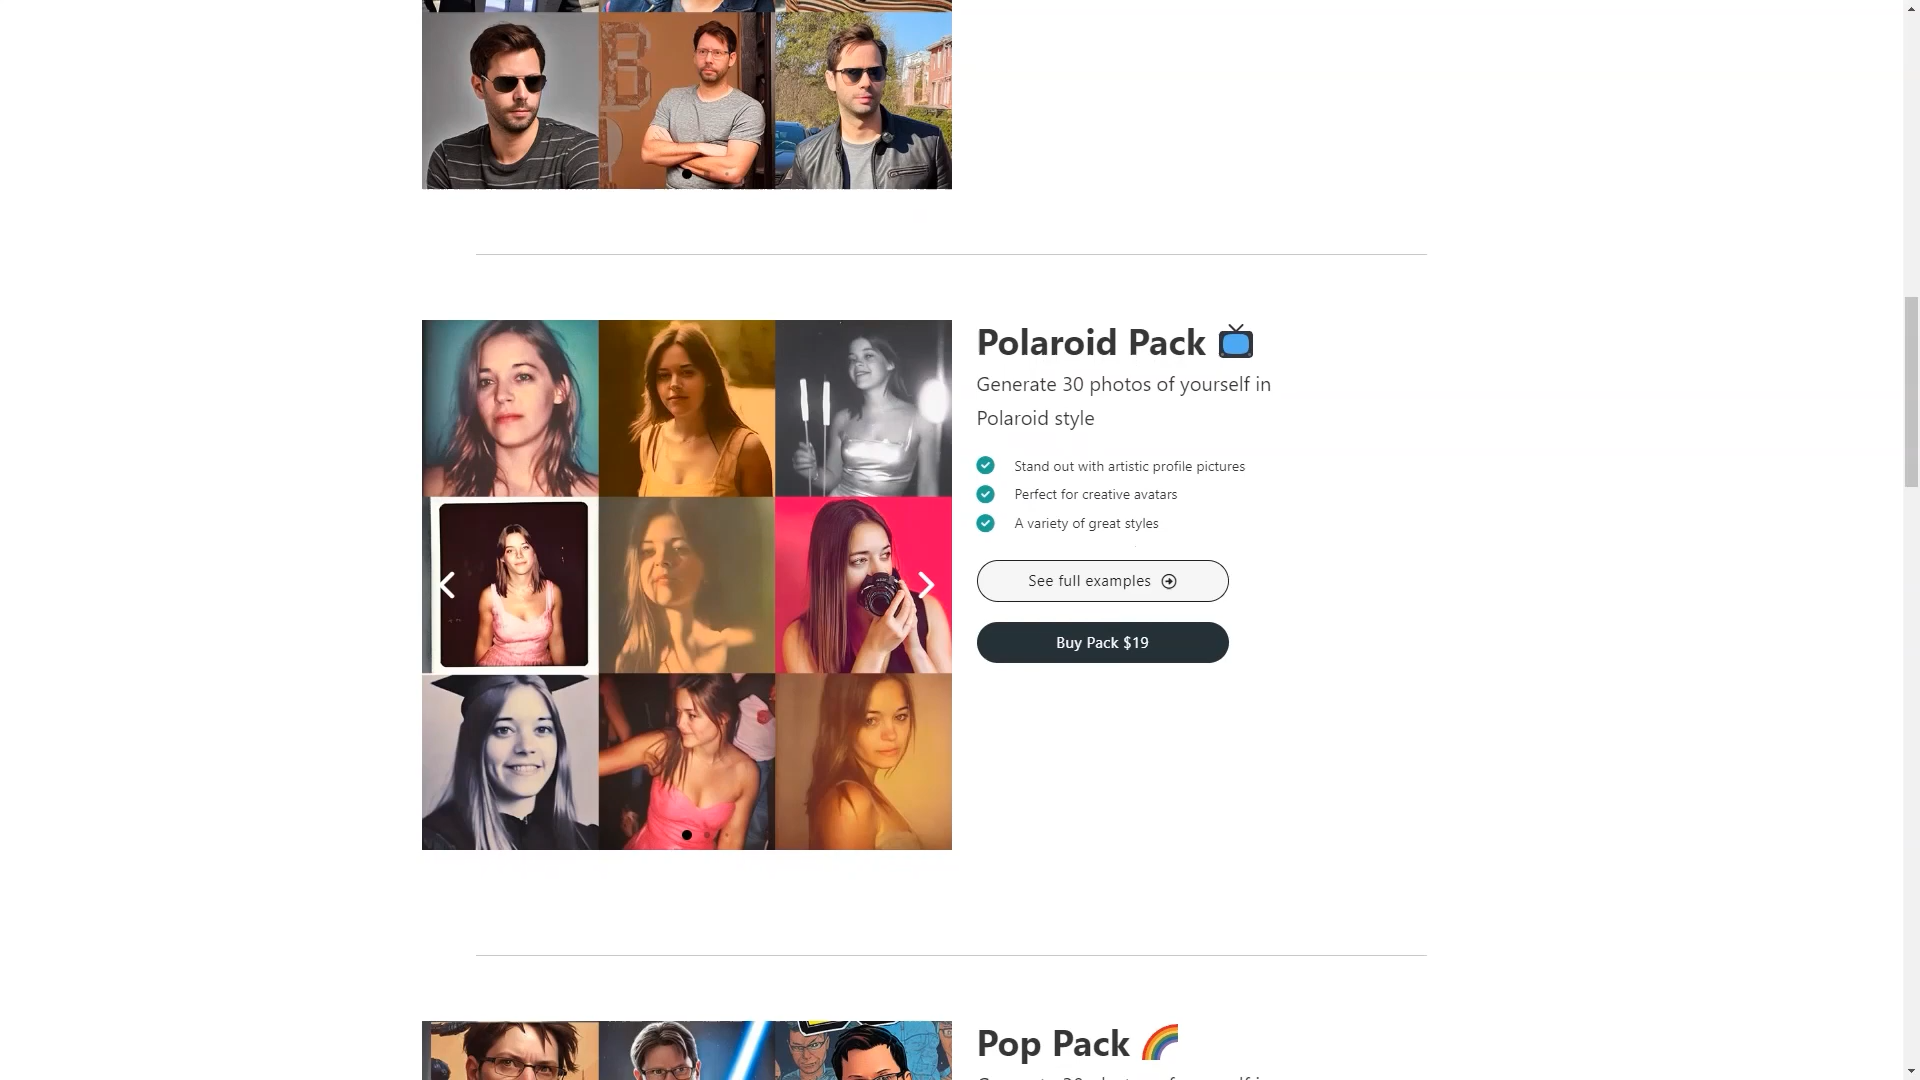 Polaroid Pack
Generate 30 photos of yourself in
Polaroid style
Stand out with artistic profile pictures
Perfect for creative avatars
A variety of great styles
See full examples
Buy Pack $19
Pop Pack